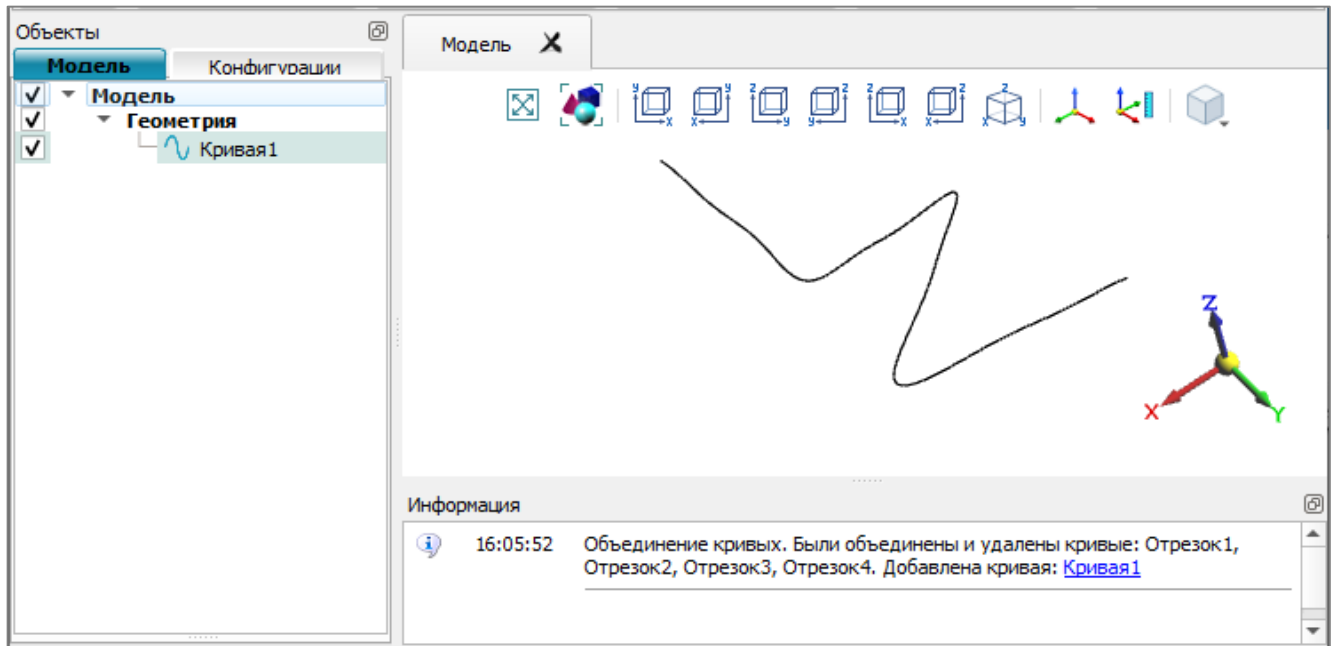 Объекты
Модель
Конфигурации
Модель
Геометрия
Кривая1
Модель
y x
y x
z y
z y
z x
z x
z x y
Z
X
Y
Информация
16:05:52
Объединение кривых. Были объединены и удалены кривые: Отрезок1,
Отрезок2, Отрезок3, Отрезок4. Добавлена кривая: Кривая1